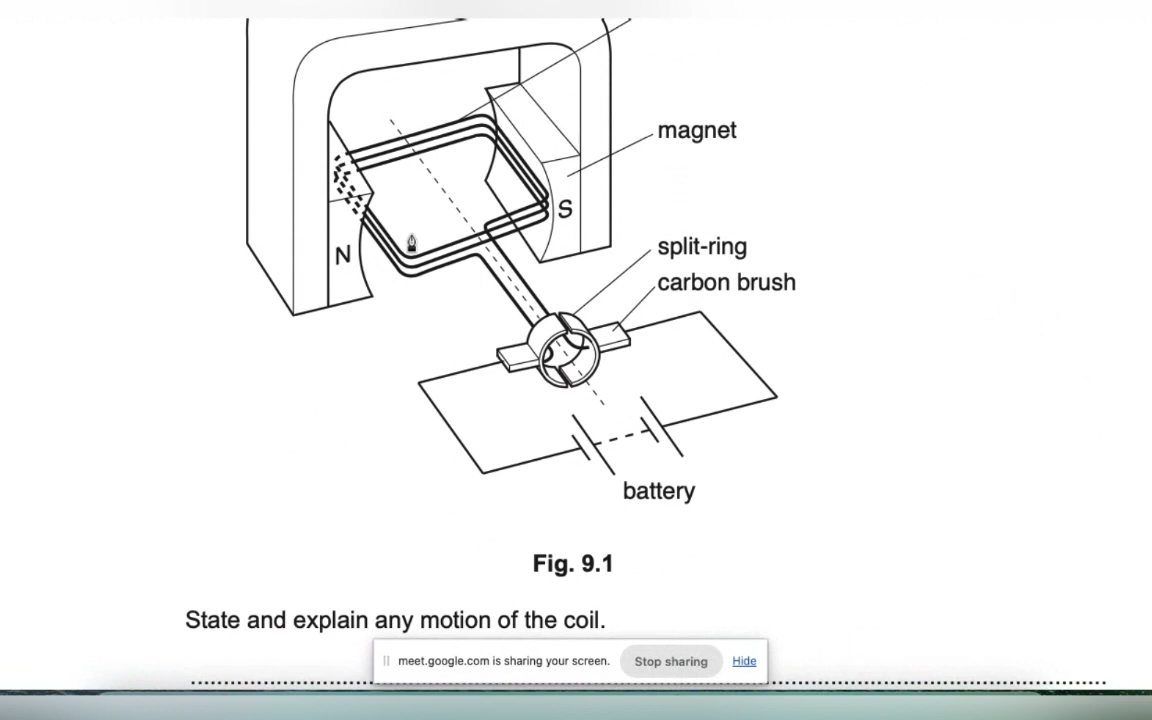 magnet
S
N
split-ring
carbon brush
battery
Fig. 9.1
State and explain any motion of the coil.
meet.google.com is sharing your screen.
Stop sharing
Hide